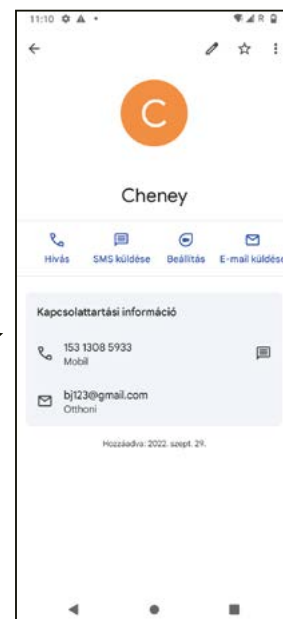 11:10
R
C
Cheney
Hívás SMS küldése Beállítás E-mail küldése
Kapcsolattartási információ
153 1308 5933
Mobil
bj123@gmail.com
Otthoni
Hozzáadva: 2022. szept. 29.